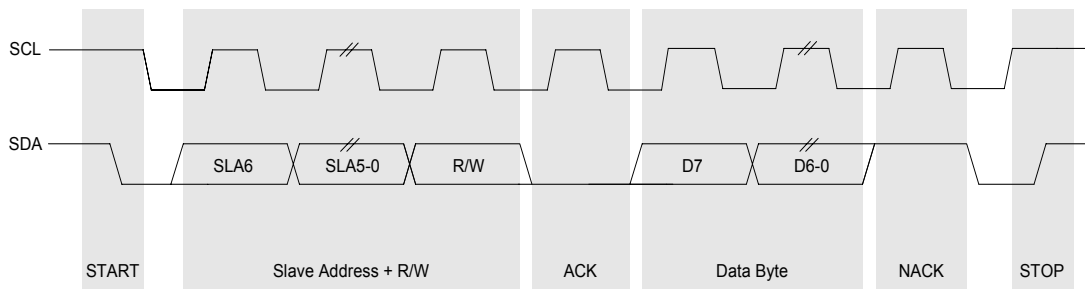 SCL
SDA
SLA6 SLA5-0 R/W D7 D6-0
START Slave Address + R/W ACK Data Byte NACK STOP